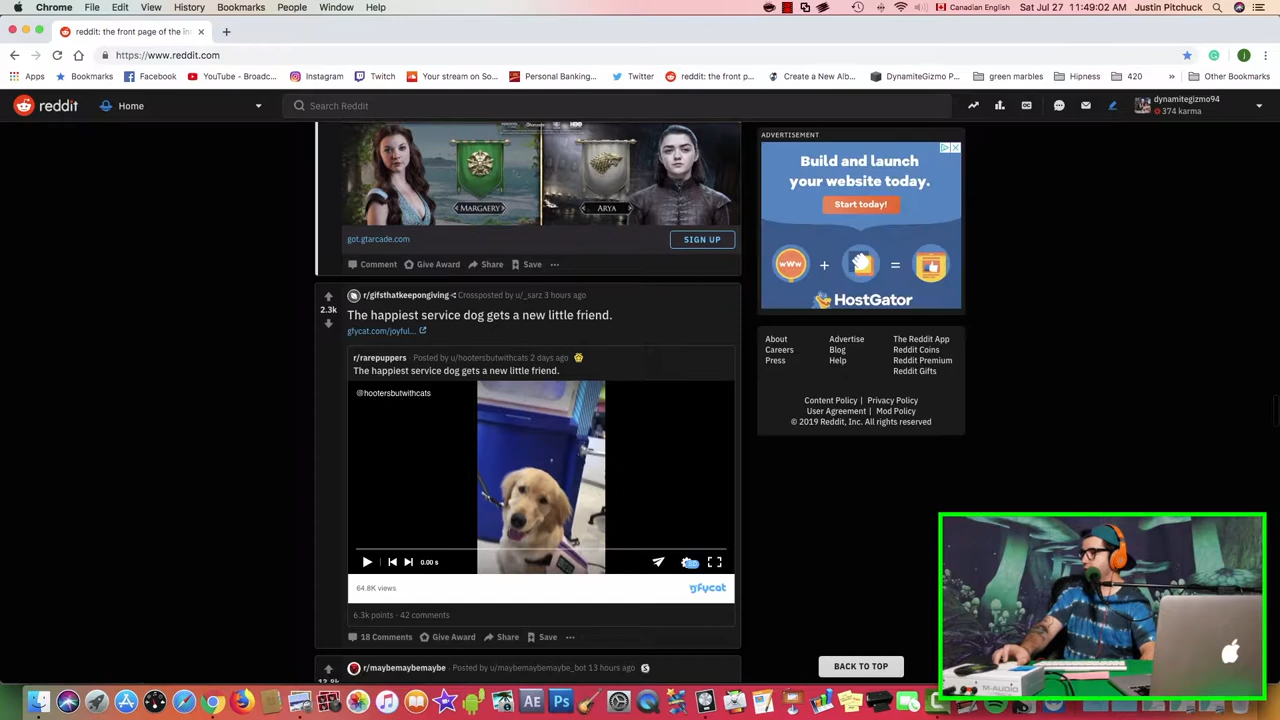 Chrome File Edit View History Bookmarks People Window Help Canadian English Sat Jul 27 11:49:02 AM Justin Pitchuck
reddit: the front page of the in
https://www.reddit.com
Apps Bookmarks Facebook YouTube - Broadc... Instagram Twitch Your stream on So... Personal Banking... Twitter reddit: the front p... Create a New Alb... DynamiteGizmo P... green marbles Hipness 420 » Other Bookmarks
reddit Home Search Reddit dynamitegizmo94
374 karma
HBO
MARGAERY ARYA
got.gtarcade.com SIGN UP
Comment Give Award Share Save
r/gifsthatkeepongiving Crossposted by u/_sarz 3 hours ago
2.3k
The happiest service dog gets a new little friend.
gfycat.com/joyful...
r/rarepuppers · Posted by u/hootersbutwithcats 2 days ago
The happiest service dog gets a new little friend.
@hootersbutwithcats
0.00 s
64.8K views gfycat
6.3k points · 42 comments
18 Comments Give Award Share Save
r/maybemaybemaybe · Posted by u/maybemaybemaybe_bot 13 hours ago
ADVERTISEMENT
Build and launch
your website today.
Start today!
www + =
HostGator
About Advertise The Reddit App
Careers Blog Reddit Coins
Press Help Reddit Premium
Reddit Gifts
Content Policy | Privacy Policy
User Agreement | Mod Policy
© 2019 Reddit, Inc. All rights reserved
BACK TO TOP
M-AUDIO
AE Ps